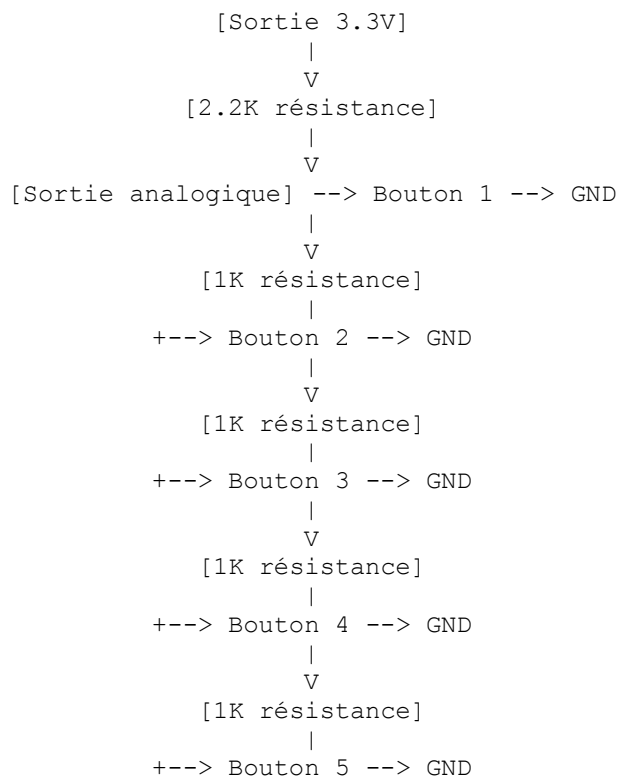 [Sortie 3.3V]
|
V
[2.2K résistance]
|
V
[Sortie analogique] --> Bouton 1 --> GND
|
V
[1K résistance]
|
+--> Bouton 2 --> GND
|
V
[1K résistance]
|
+--> Bouton 3 --> GND
|
V
[1K résistance]
|
+--> Bouton 4 --> GND
|
V
[1K résistance]
|
+--> Bouton 5 --> GND